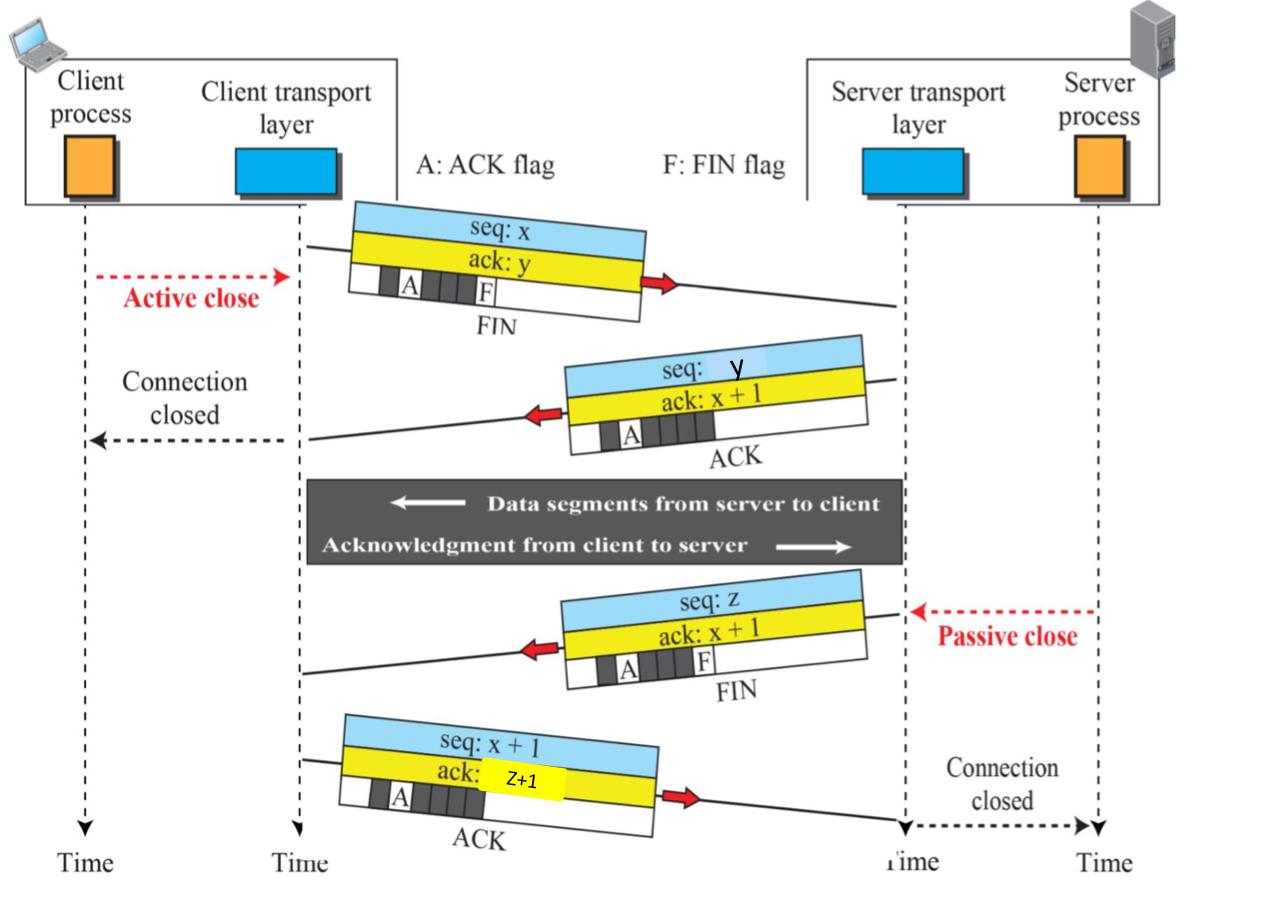 Client
process
Client transport
layer
A: ACK flag
F: FIN flag
Server transport
layer
Server
process
seq: x
ack: y
A
F
FIN
Active close
seq: y
ack: x + 1
A
ACK
Connection
closed
Data segments from server to client
Acknowledgment from client to server
seq: z
ack: x + 1
A
F
FIN
Passive close
seq: x + 1
ack: Z+1
A
ACK
Connection
closed
Time
Time
Time
Time